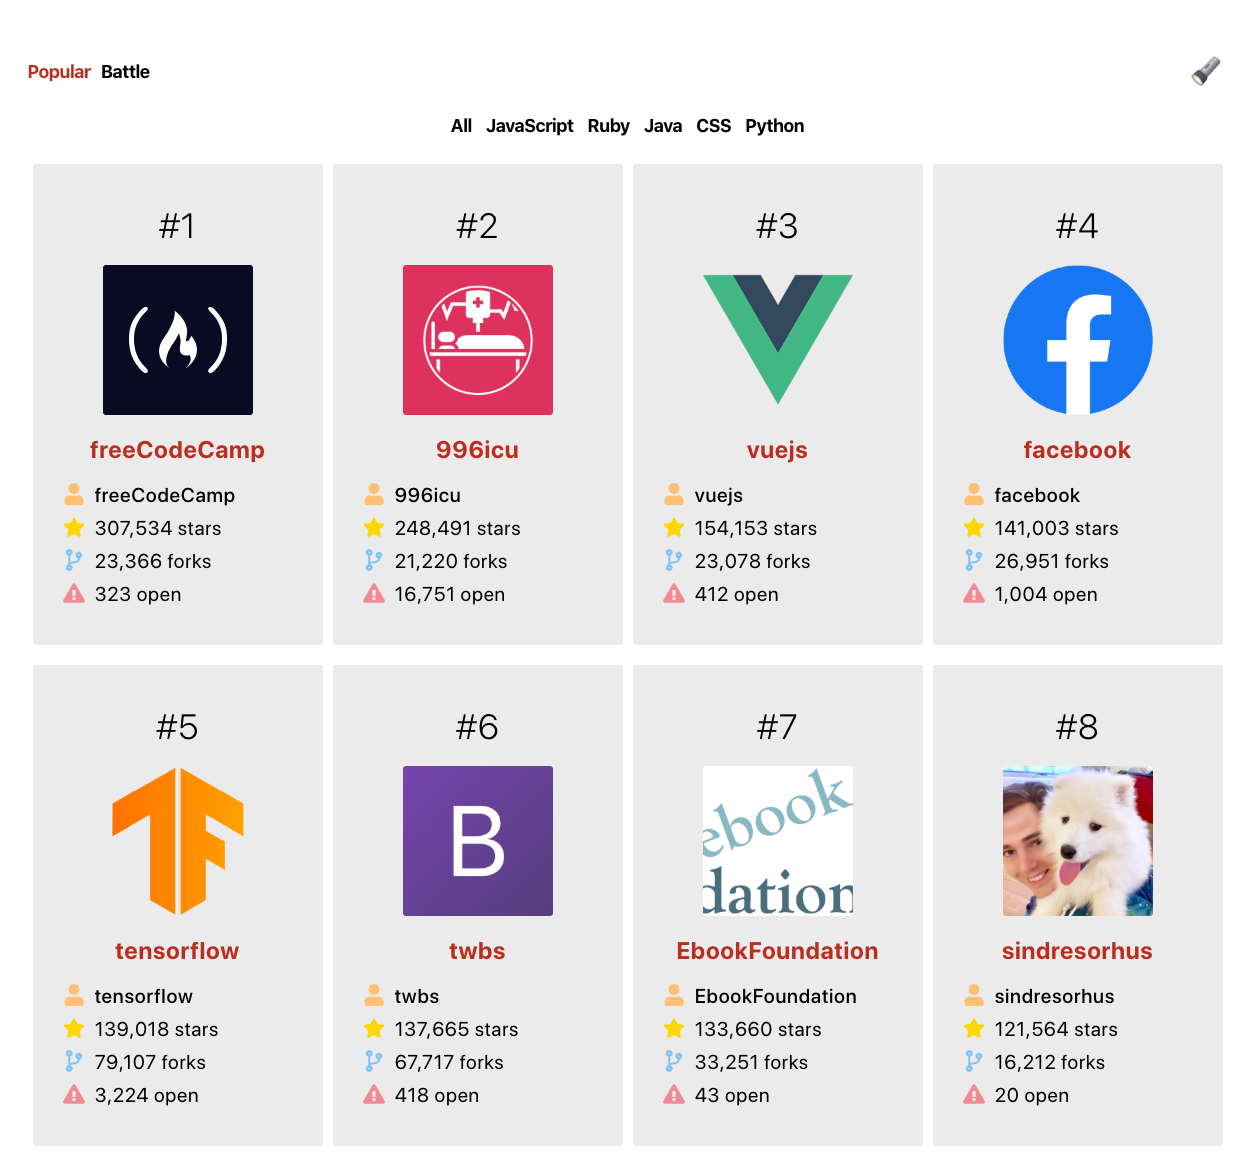 Popular Battle
All JavaScript Ruby Java CSS Python
#1
freeCodeCamp
freeCodeCamp
307,534 stars
23,366 forks
323 open
#2
996icu
996icu
248,491 stars
21,220 forks
16,751 open
#3
vuejs
vuejs
154,153 stars
23,078 forks
412 open
#4
facebook
facebook
141,003 stars
26,951 forks
1,004 open
#5
tensorflow
tensorflow
139,018 stars
79,107 forks
3,224 open
#6
B
twbs
twbs
137,665 stars
67,717 forks
418 open
#7
ebook
dation
EbookFoundation
EbookFoundation
133,660 stars
33,251 forks
43 open
#8
sindresorhus
sindresorhus
121,564 stars
16,212 forks
20 open